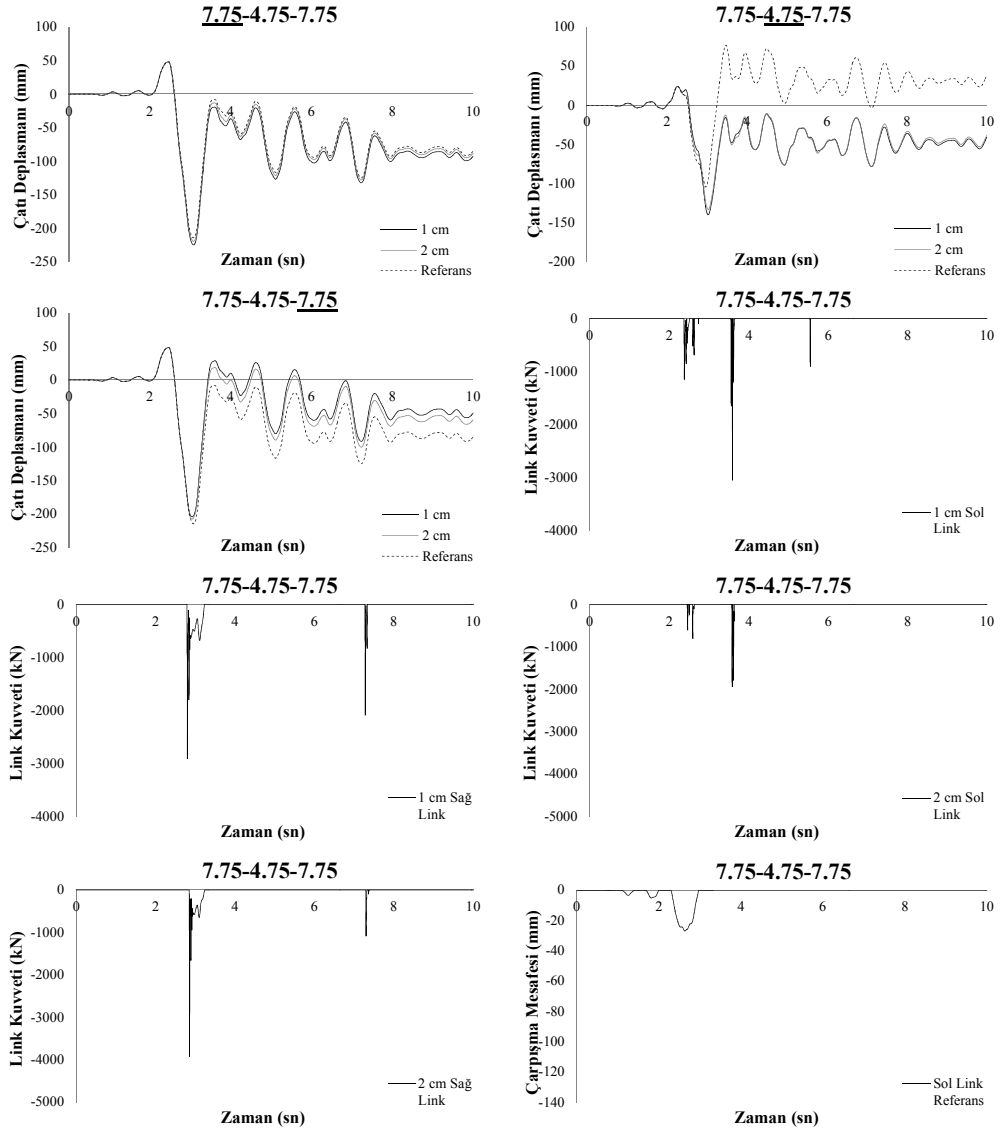 7.75-4.75-7.75
100
50
0
-50
-100
-150
-200
-250
0 2 4 6 8 10
Çatı Deplasmanı (mm)
Zaman (sn)
1 cm
2 cm
Referans
7.75-4.75-7.75
100
50
0
-50
-100
-150
-200
0 2 4 6 8 10
Çatı Deplasmanı (mm)
Zaman (sn)
1 cm
2 cm
Referans
7.75-4.75-7.75
100
50
0
-50
-100
-150
-200
-250
0 2 4 6 8 10
Çatı Deplasmanı (mm)
Zaman (sn)
1 cm
2 cm
Referans
7.75-4.75-7.75
0
-1000
-2000
-3000
-4000
0 2 4 6 8 10
Link Kuvveti (kN)
Zaman (sn)
1 cm Sol
Link
7.75-4.75-7.75
0
-1000
-2000
-3000
-4000
0 2 4 6 8 10
Link Kuvveti (kN)
Zaman (sn)
1 cm Sağ
Link
7.75-4.75-7.75
0
-1000
-2000
-3000
-4000
-5000
0 2 4 6 8 10
Link Kuvveti (kN)
Zaman (sn)
2 cm Sol
Link
7.75-4.75-7.75
0
-1000
-2000
-3000
-4000
-5000
0 2 4 6 8 10
Link Kuvveti (kN)
Zaman (sn)
2 cm Sağ
Link
7.75-4.75-7.75
0
-20
-40
-60
-80
-100
-120
-140
0 2 4 6 8 10
Çarpışma Mesafesi (mm)
Zaman (sn)
Sol Link
Referans